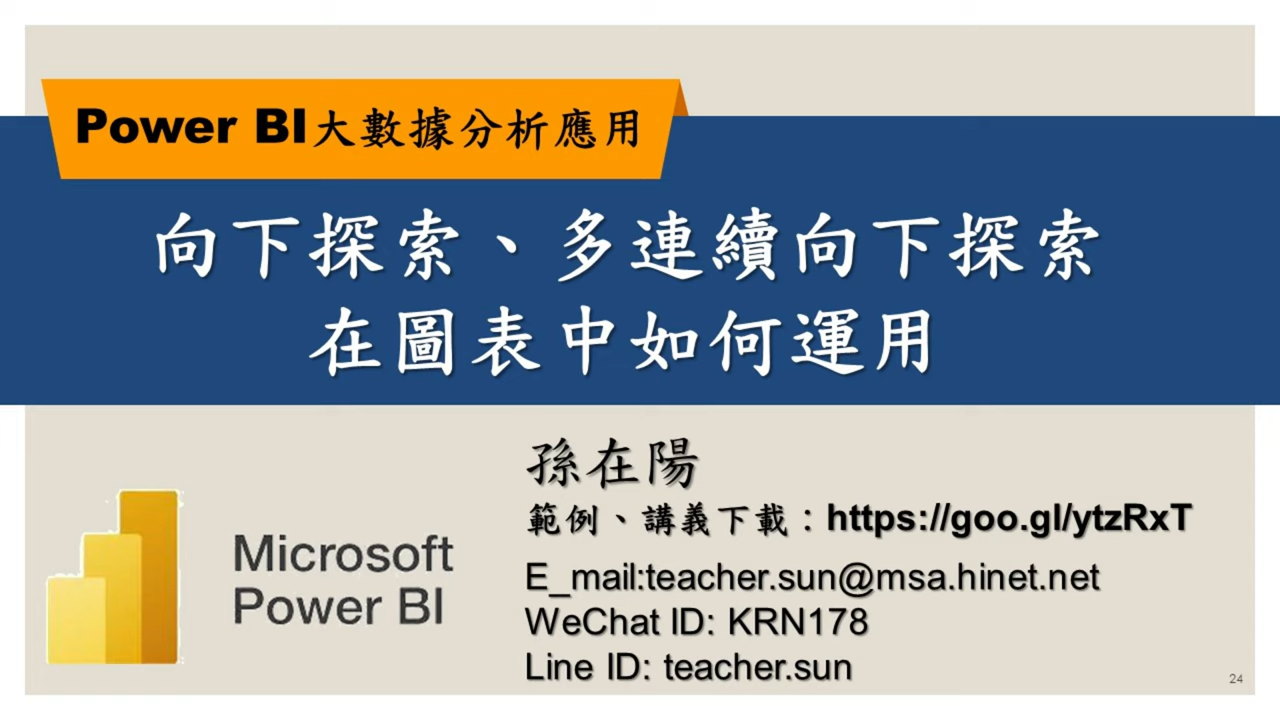 Power BI大數據分析應用
向下探索、多連續向下探索
在圖表中如何運用
孫在陽
範例、講義下載：https://goo.gl/ytzRxT
Microsoft
Power BI
E_mail:teacher.sun@msa.hinet.net
WeChat ID: KRN178
Line ID: teacher.sun
24